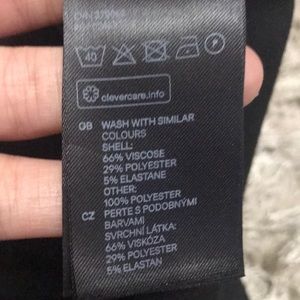 40
clevercare.info
GB WASH WITH SIMILAR
COLOURS
SHELL:
66% VISCOSE
29% POLYESTER
5% ELASTANE
OTHER:
100% POLYESTER
CZ PERTE S PODOBNÝMI
BARVAMI
SVRCHNÍ LÁTKA:
66% VISKÓZA
29% POLYESTER
5% ELASTAN